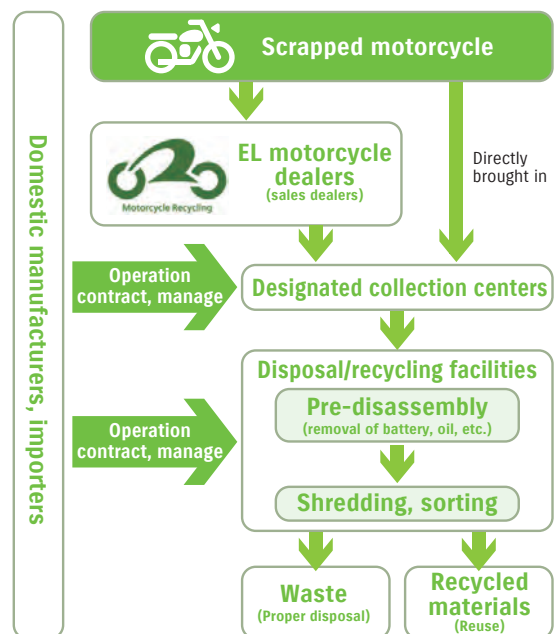 Scrapped motorcycle
Domestic manufacturers, importers
Motorcycle Recycling
EL motorcycle
dealers
(sales dealers)
Directly
brought in
Operation
contract, manage
Designated collection centers
Disposal/recycling facilities
Pre-disassembly
(removal of battery, oil, etc.)
Operation
contract, manage
Shredding, sorting
Waste
(Proper disposal)
Recycled
materials
(Reuse)